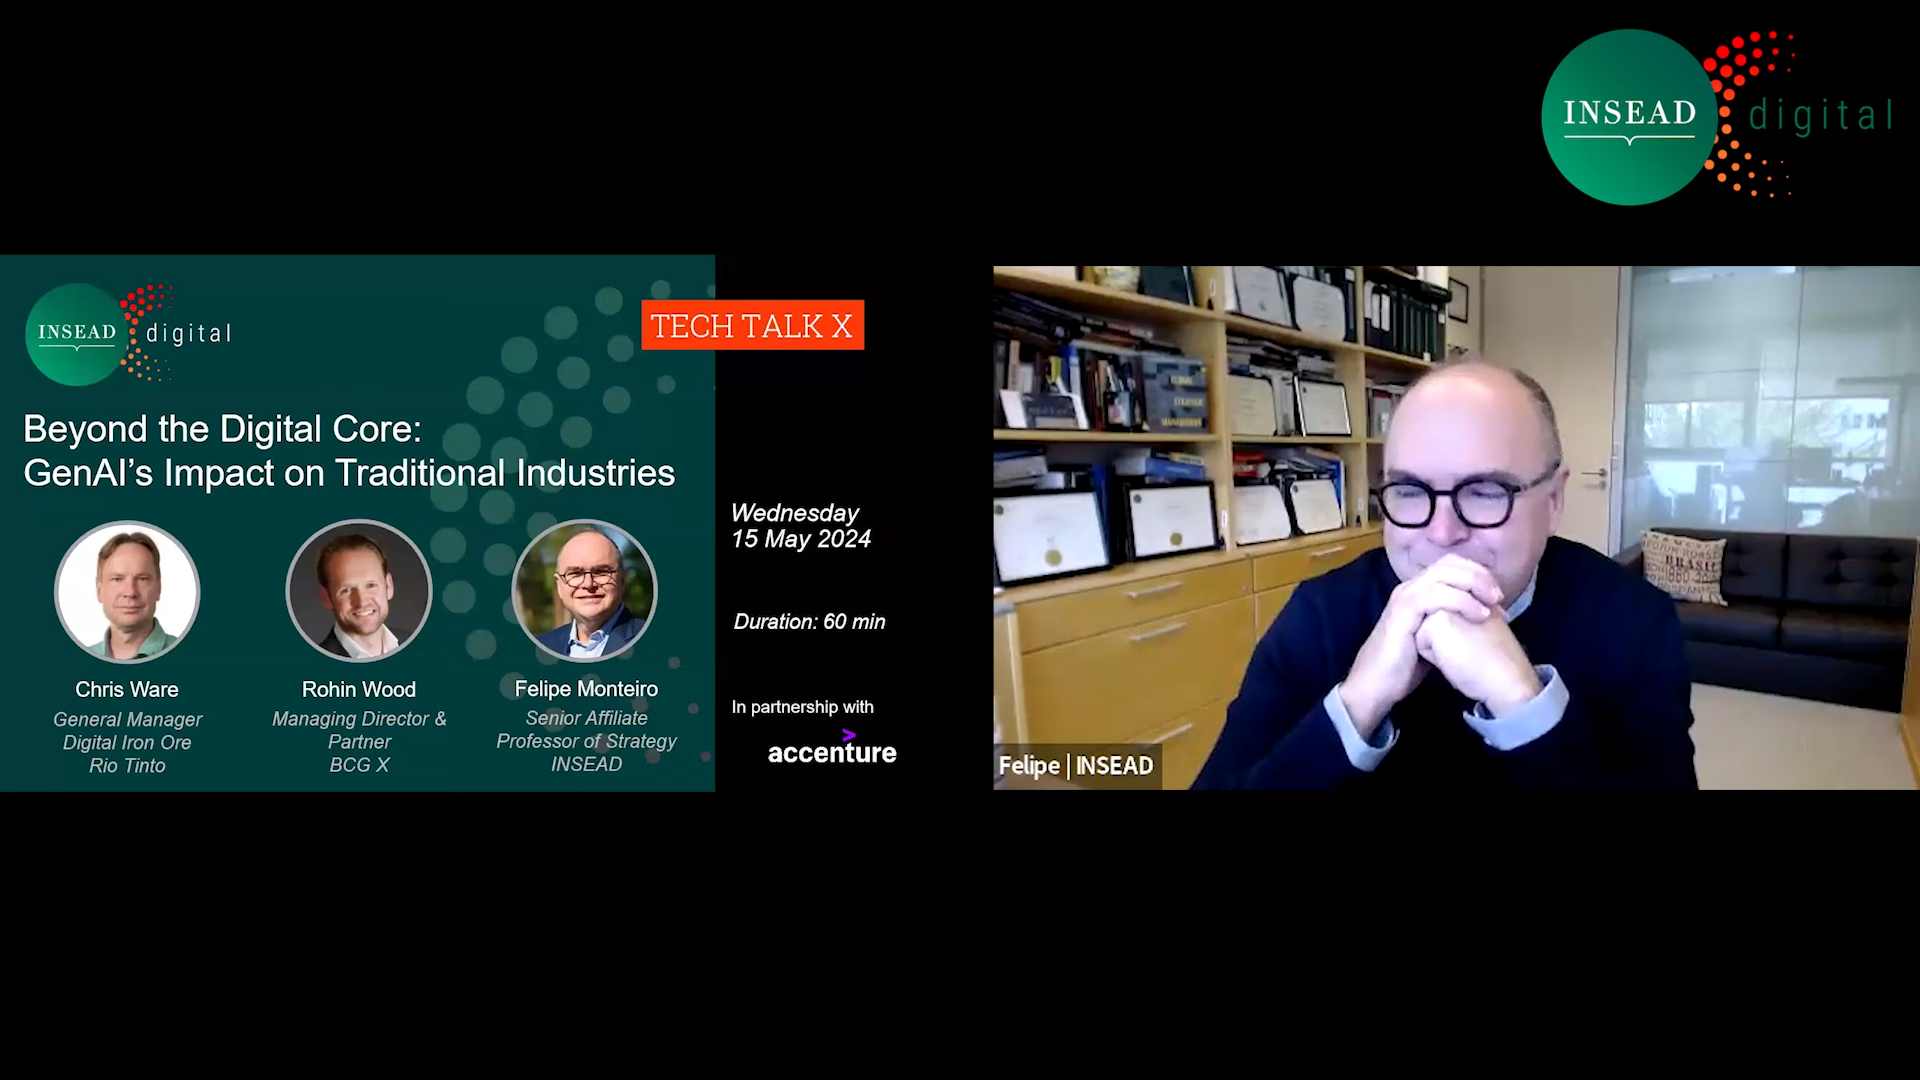 INSEAD
digital
INSEAD
digital
TECH TALK X
Beyond the Digital Core:
GenAI's Impact on Traditional Industries
Chris Ware
General Manager
Digital Iron Ore
Rio Tinto
Rohin Wood
Managing Director &
Partner
BCG X
Felipe Monteiro
Senior Affiliate
Professor of Strategy
INSEAD
Wednesday
15 May 2024
Duration: 60 min
In partnership with
accenture
BRASIL
Felipe | INSEAD